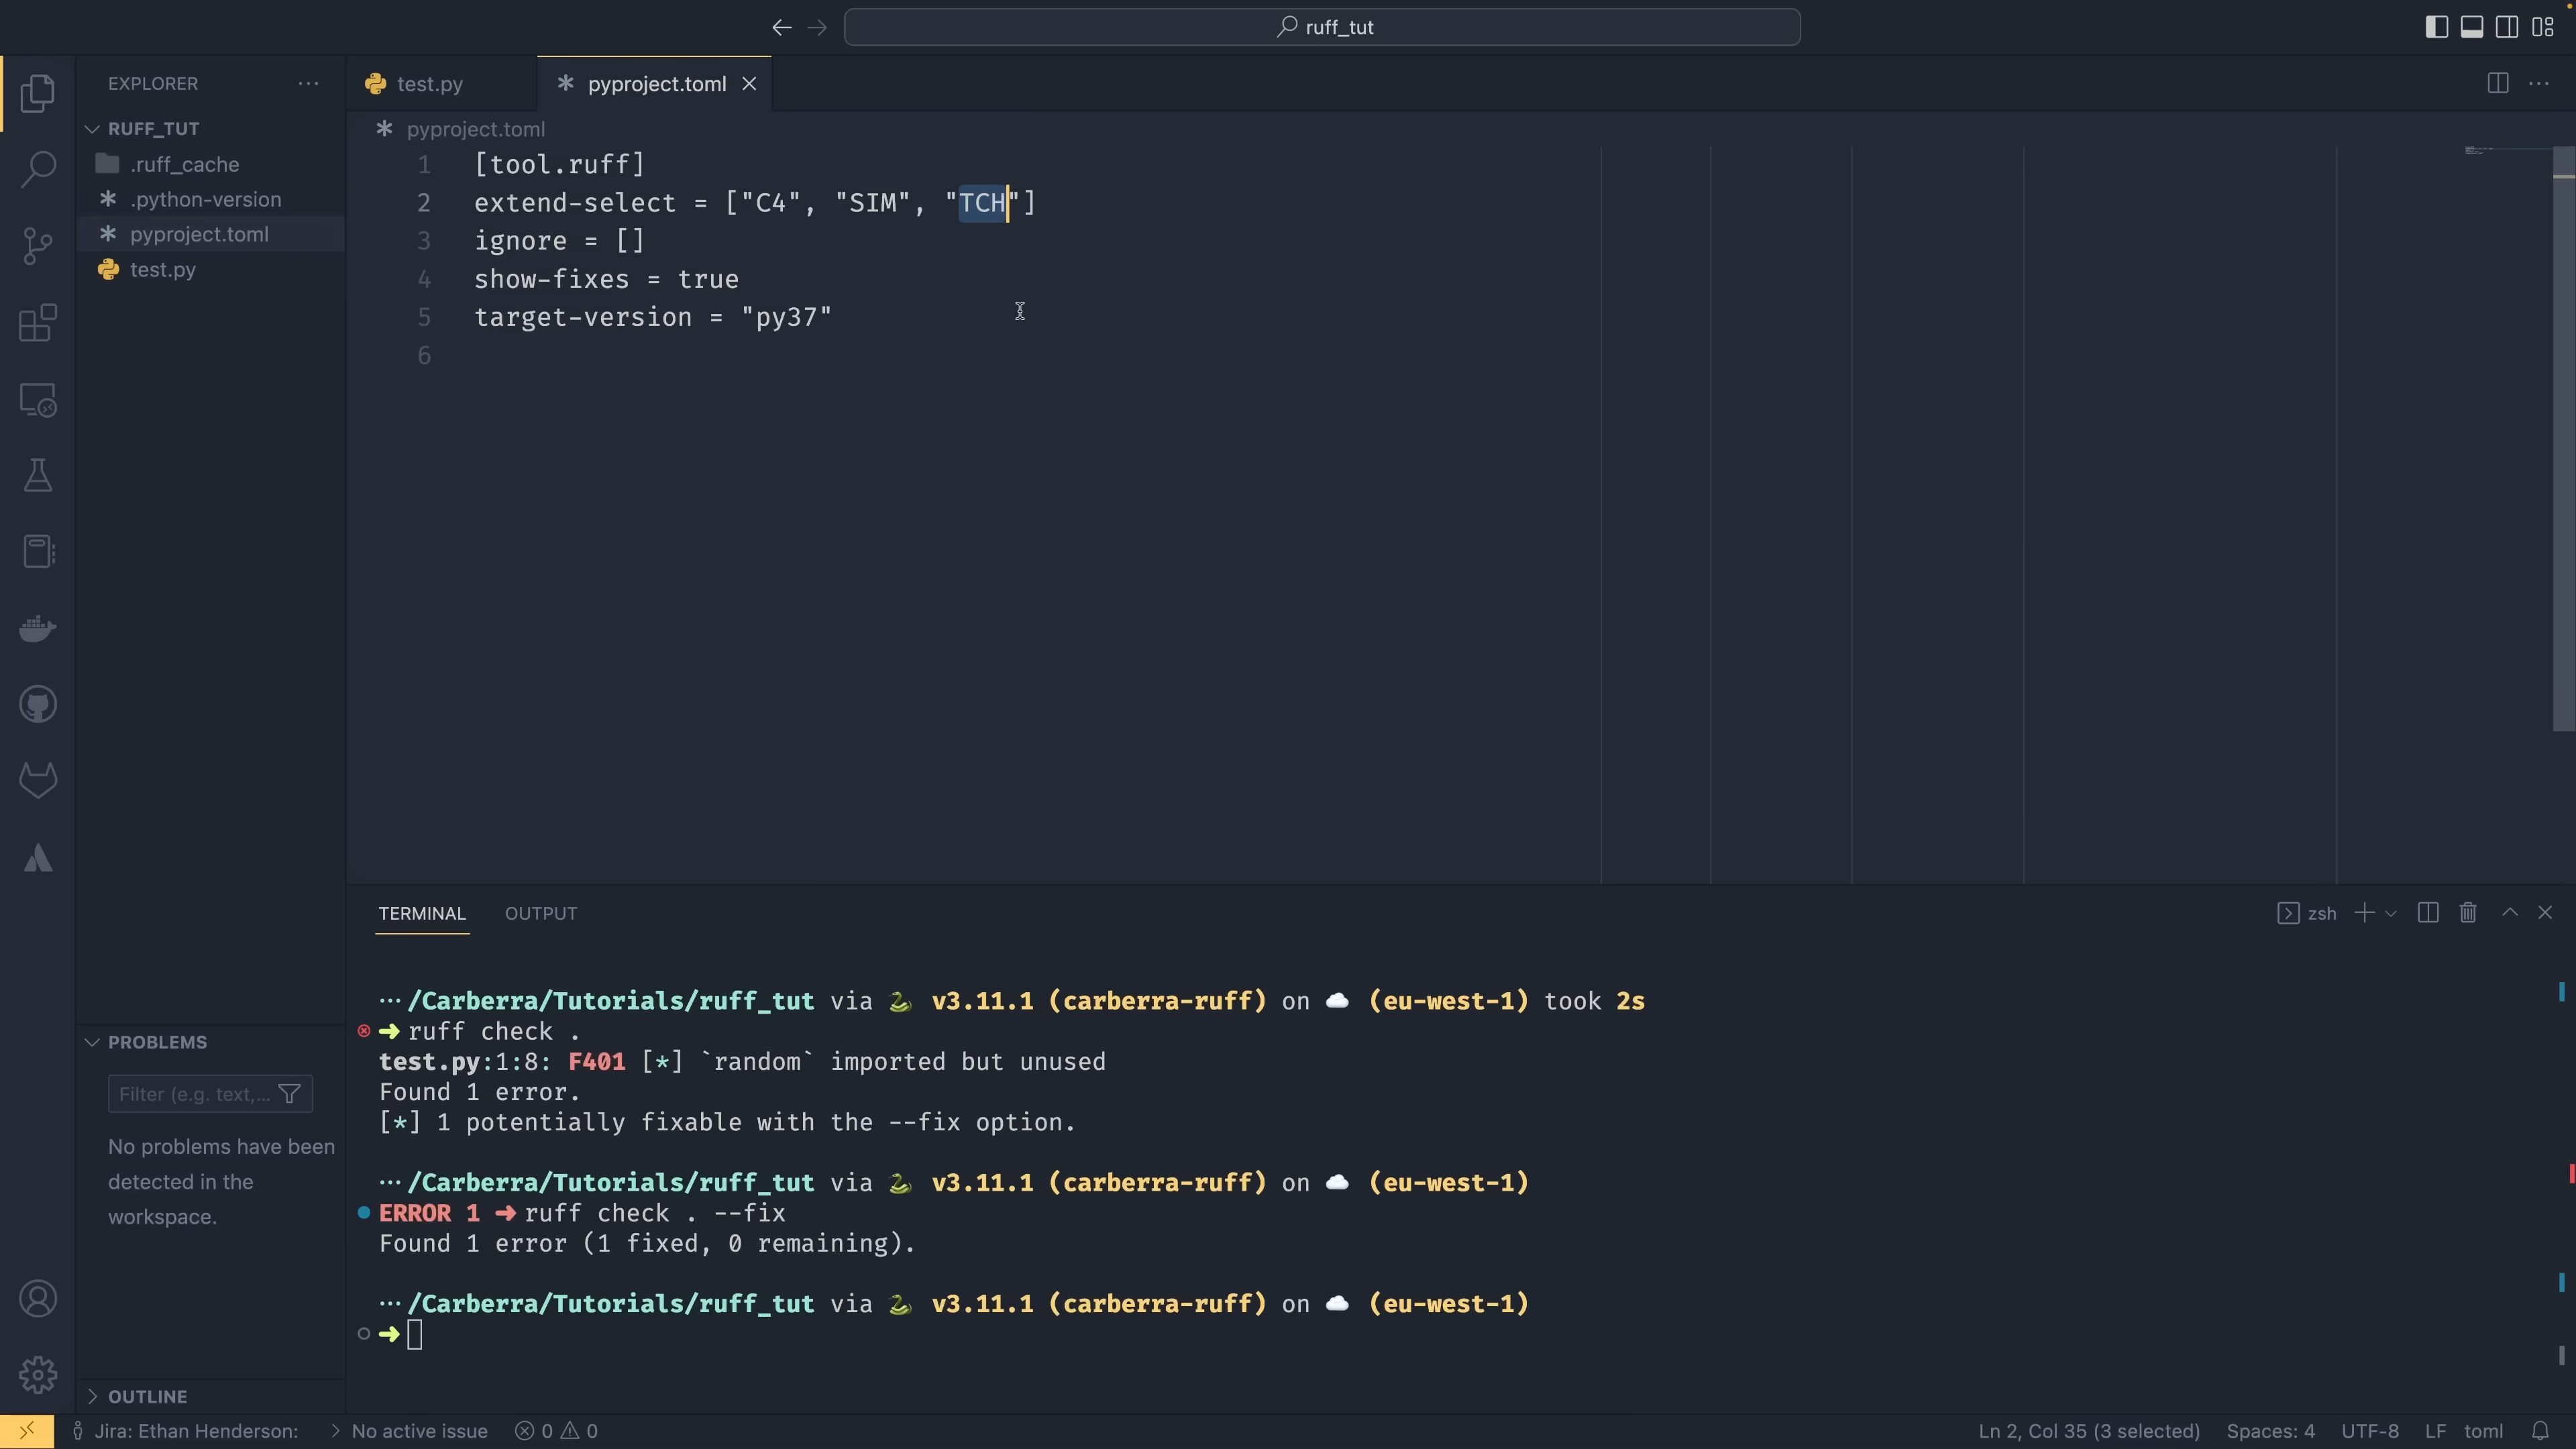 ruff_tut
EXPLORER
test.py
pyproject.toml
RUFF_TUT
.ruff_cache
.python-version
pyproject.toml
test.py
pyproject.toml
1 [tool.ruff]
2 extend-select = ["C4", "SIM", "TCH"]
3 ignore = []
4 show-fixes = true
5 target-version = "py37"
6
TERMINAL OUTPUT
zsh
··· /Carberra/Tutorials/ruff_tut via 🐍 v3.11.1 (carberra-ruff) on ☁️ (eu-west-1) took 2s
➜ ruff check .
test.py:1:8: F401 [*] `random` imported but unused
Found 1 error.
[*] 1 potentially fixable with the --fix option.
··· /Carberra/Tutorials/ruff_tut via 🐍 v3.11.1 (carberra-ruff) on ☁️ (eu-west-1)
ERROR 1 ➜ ruff check . --fix
Found 1 error (1 fixed, 0 remaining).
··· /Carberra/Tutorials/ruff_tut via 🐍 v3.11.1 (carberra-ruff) on ☁️ (eu-west-1)
➜
PROBLEMS
Filter (e.g. text,...
No problems have been
detected in the
workspace.
OUTLINE
Jira: Ethan Henderson: > No active issue 0 0
Ln 2, Col 35 (3 selected) Spaces: 4 UTF-8 LF toml